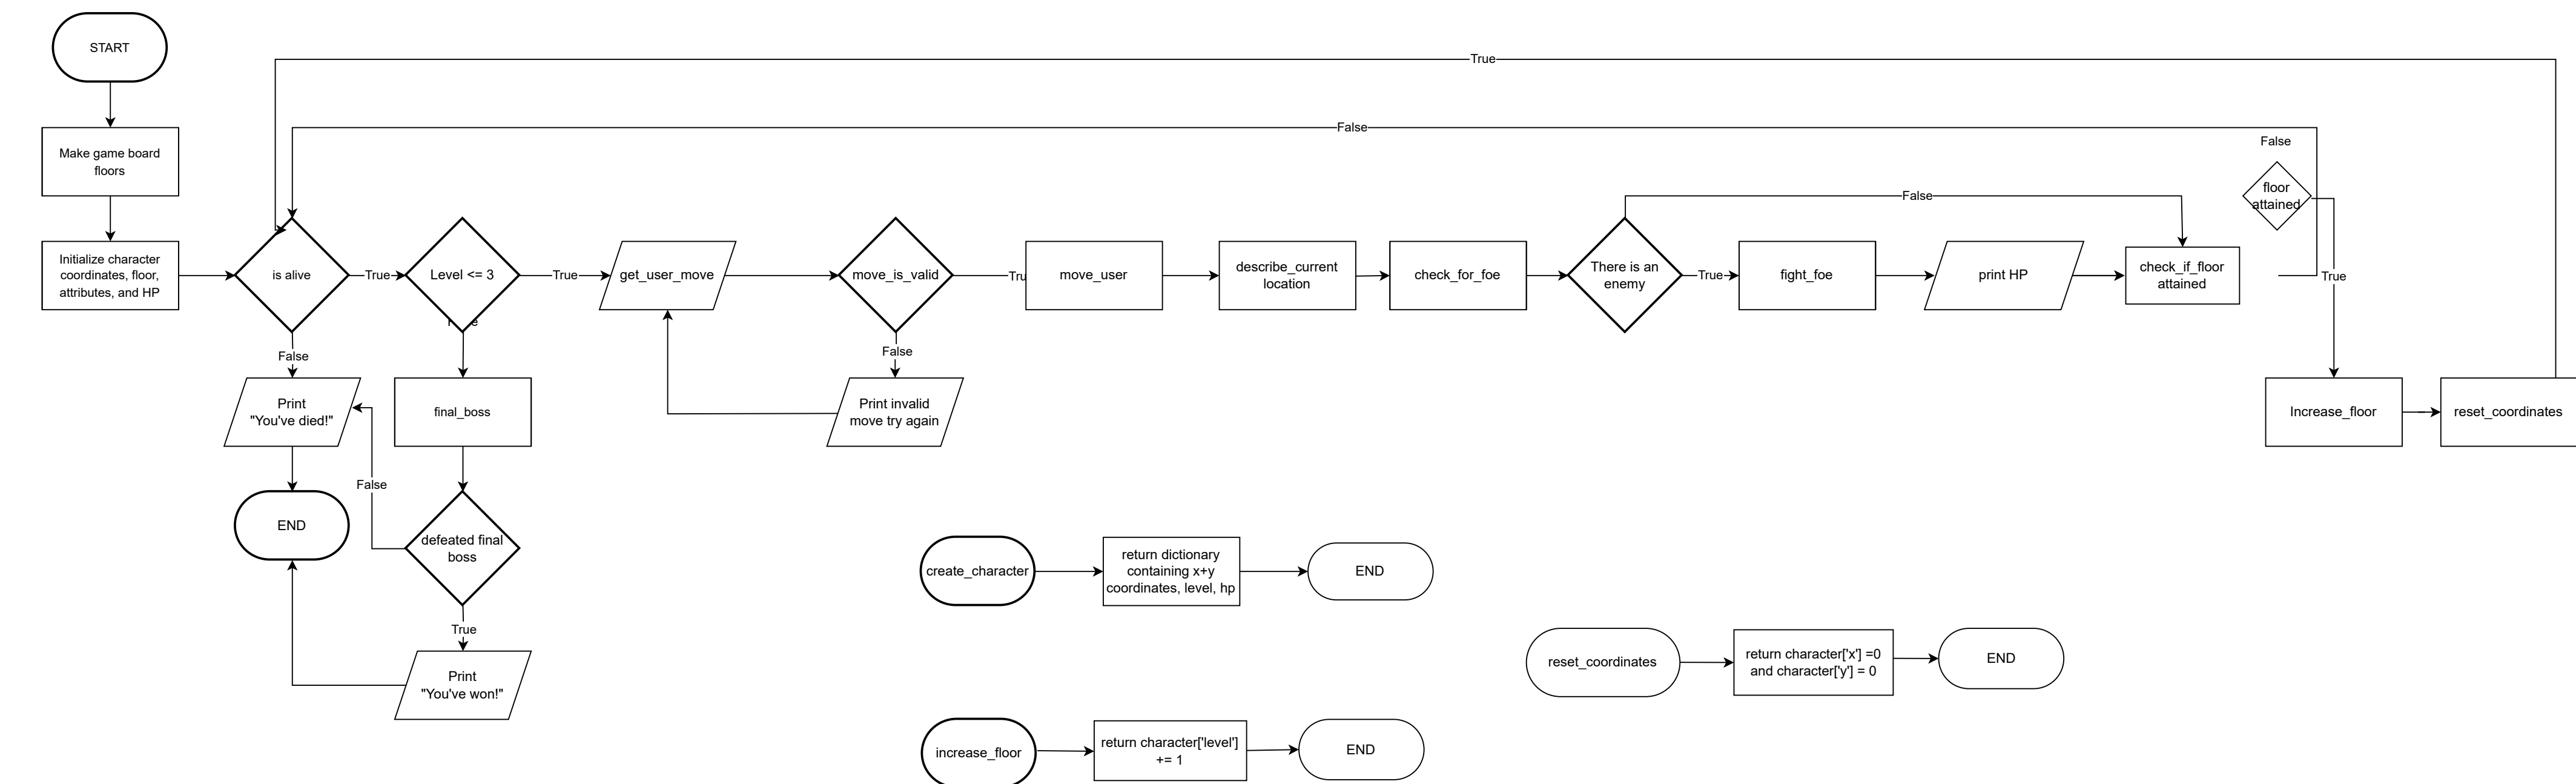 START
True
False
False
Make game board
floors
floor
attained
False
Initialize character
coordinates, floor,
attributes, and HP
is alive
True
Level <= 3
True
get_user_move
move_is_valid
Tru
move_user
describe_current
location
check_for_foe
There is an
enemy
True
fight_foe
print HP
check_if_floor
attained
True
False
False
Print
"You've died!"
final_boss
Print invalid
move try again
Increase_floor
reset_coordinates
False
END
defeated final
boss
create_character
return dictionary
containing x+y
coordinates, level, hp
END
True
Print
"You've won!"
reset_coordinates
return character['x'] =0
and character['y'] = 0
END
increase_floor
return character['level']
+= 1
END